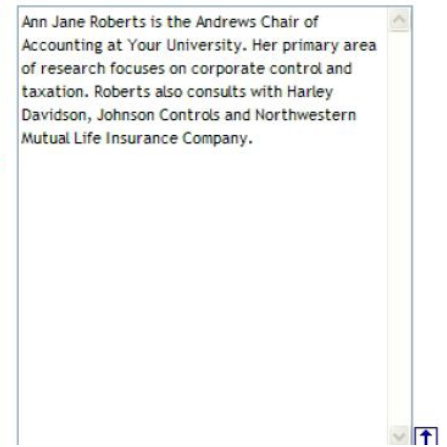 Ann Jane Roberts is the Andrews Chair of
Accounting at Your University. Her primary area
of research focuses on corporate control and
taxation. Roberts also consults with Harley
Davidson, Johnson Controls and Northwestern
Mutual Life Insurance Company.